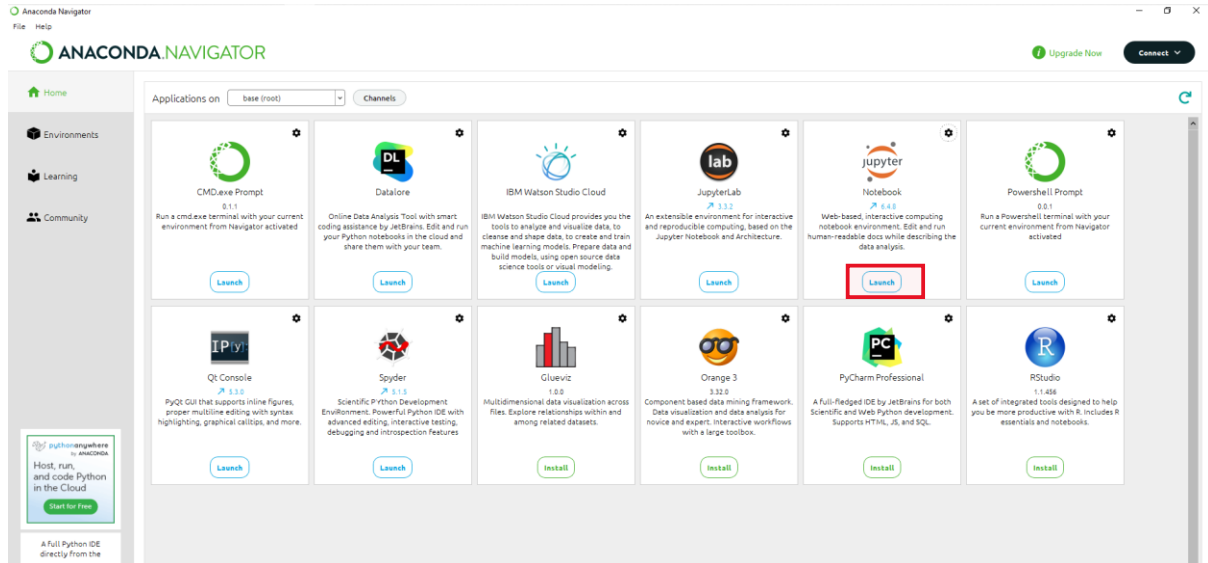 Anaconda Navigator
File Help
ANACONDA.NAVIGATOR
Upgrade Now
Connect
Home
Environments
Learning
Community
Applications on
base (root)
Channels
CMD.exe Prompt
0.1.1
Run a cmd.exe terminal with your current
environment from Navigator activated
Launch
DL
Datalore
Online Data Analysis Tool with smart
coding assistance by JetBrains. Edit and run
your Python notebooks in the cloud and
share them with your team.
Launch
IBM Watson Studio Cloud
IBM Watson Studio Cloud provides you the
tools to analyze and visualize data, to
cleanse and shape data, to create and train
machine learning models. Prepare data and
build models, using open source data
science tools or visual modeling.
Launch
lab
JupyterLab
3.3.2
An extensible environment for interactive
and reproducible computing, based on the
Jupyter Notebook and Architecture.
Launch
jupyter
Notebook
6.4.8
Web-based, interactive computing
notebook environment. Edit and run
human-readable docs while describing the
data analysis.
Launch
Powershell Prompt
0.0.1
Run a Powershell terminal with your
current environment from Navigator
activated
Launch
IP[y]:
Qt Console
5.3.0
PyQt GUI that supports inline figures,
proper multiline editing with syntax
highlighting, graphical calltips, and more.
Launch
Spyder
5.1.5
Scientific PYthon Development
EnviRonment. Powerful Python IDE with
advanced editing, interactive testing,
debugging and introspection features
Launch
Glueviz
1.0.0
Multidimensional data visualization across
files. Explore relationships within and
among related datasets.
Install
Orange 3
3.32.0
Component based data mining framework.
Data visualization and data analysis for
novice and expert. Interactive workflows
with a large toolbox.
Install
PC
PyCharm Professional
A full-fledged IDE by JetBrains for both
Scientific and Web Python development.
Supports HTML, JS, and SQL.
Install
R
RStudio
1.1.456
A set of integrated tools designed to help
you be more productive with R. Includes R
essentials and notebooks.
Install
pythonanywhere
by ANACONDA
Host, run,
and code Python
in the Cloud
Start for Free
A full Python IDE
directly from the